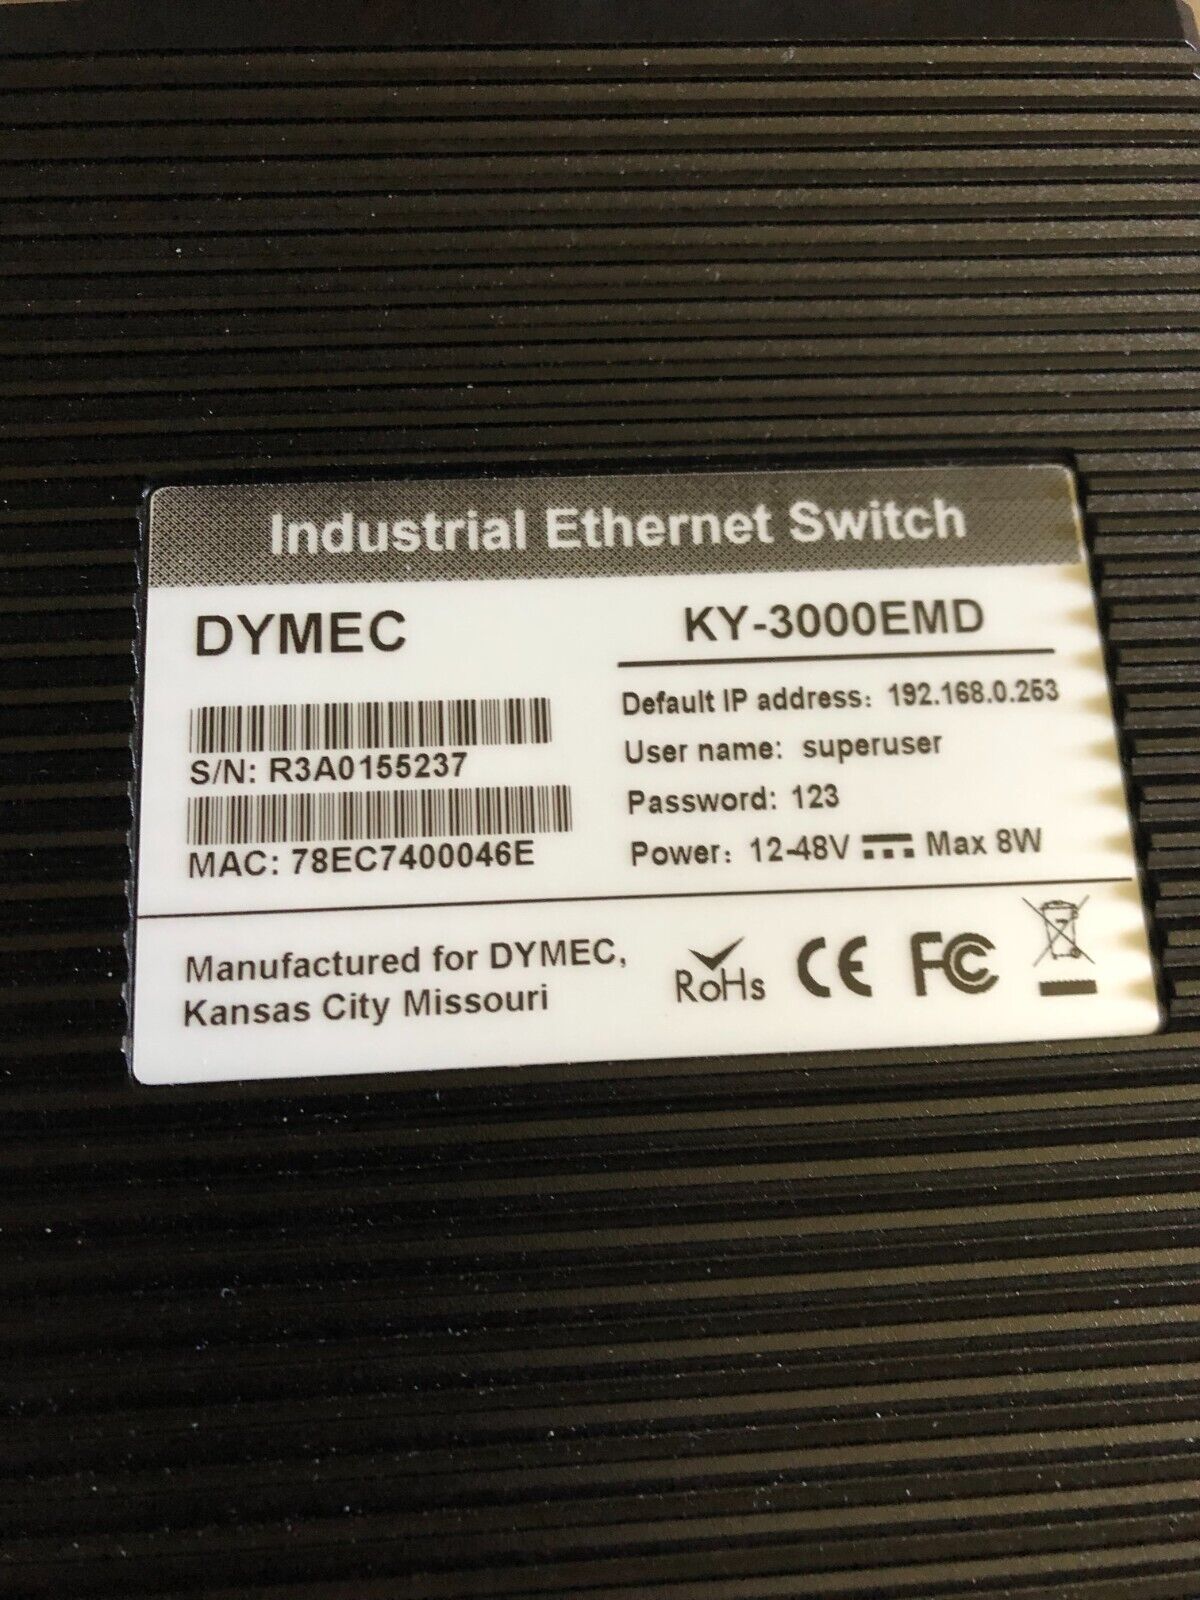 Industrial Ethernet Switch
DYMEC
KY-3000EMD
S/N: R3A0155237
MAC: 78EC7400046E
Default IP address: 192.168.0.253
User name: superuser
Password: 123
Power: 12-48V Max 8W
Manufactured for DYMEC,
Kansas City Missouri
RoHs CE FC